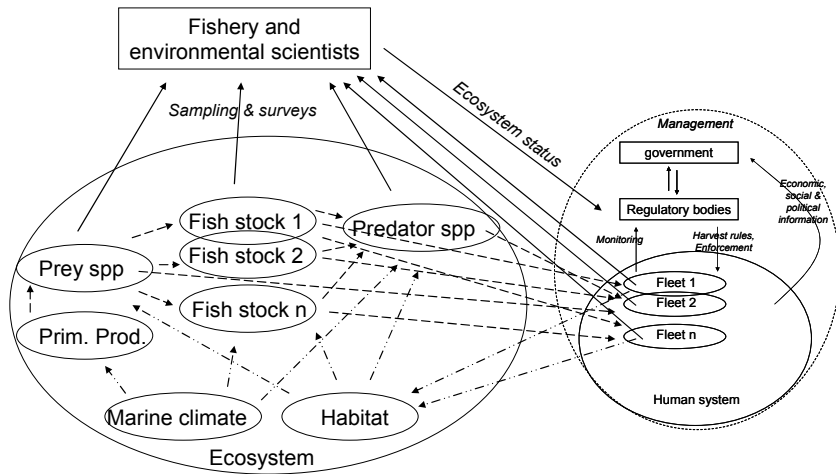 Fishery and
environmental scientists
Sampling & surveys
Ecosystem status
Management
government
Economic,
social &
political
information
Regulatory bodies
Monitoring
Harvest rules,
Enforcement
Fish stock 1
Predator spp
Fish stock 2
Prey spp
Fish stock n
Prim. Prod.
Marine climate
Habitat
Ecosystem
Fleet 1
Fleet 2
Fleet n
Human system